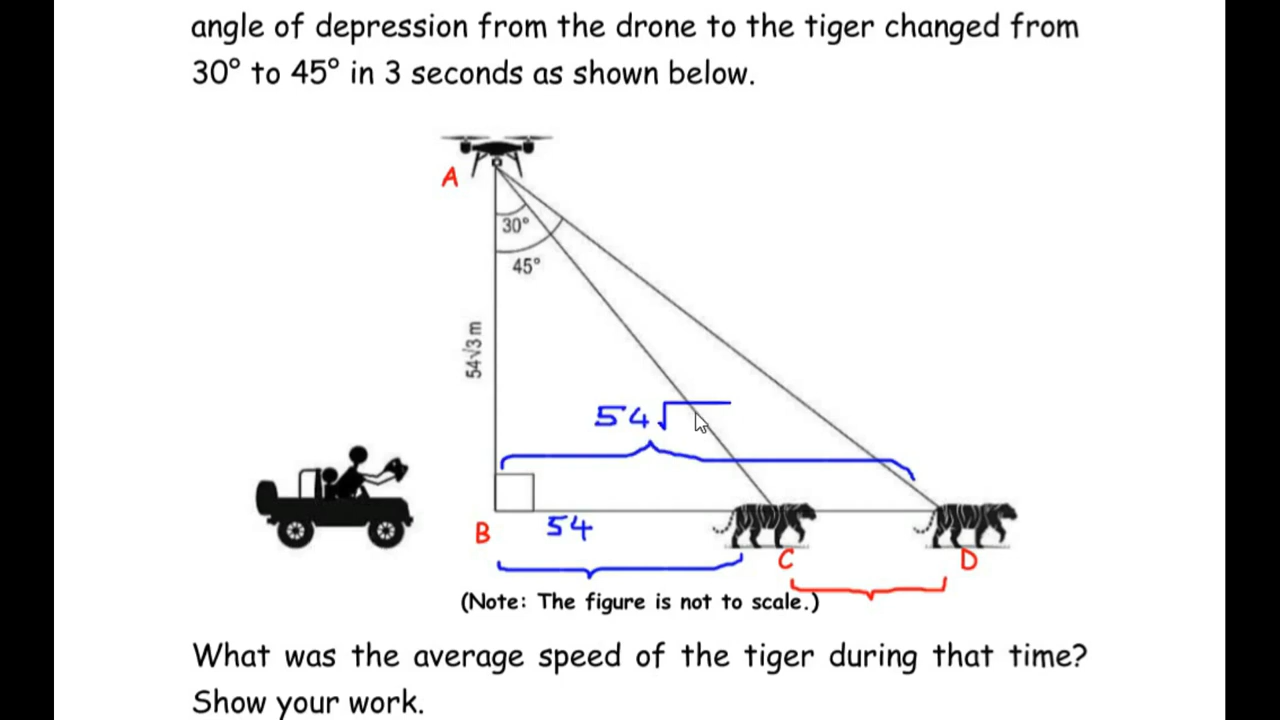 angle of depression from the drone to the tiger changed from
30° to 45° in 3 seconds as shown below.
A
30°
45°
54√3 m
54√
B
54
C
D
(Note: The figure is not to scale.)
What was the average speed of the tiger during that time?
Show your work.